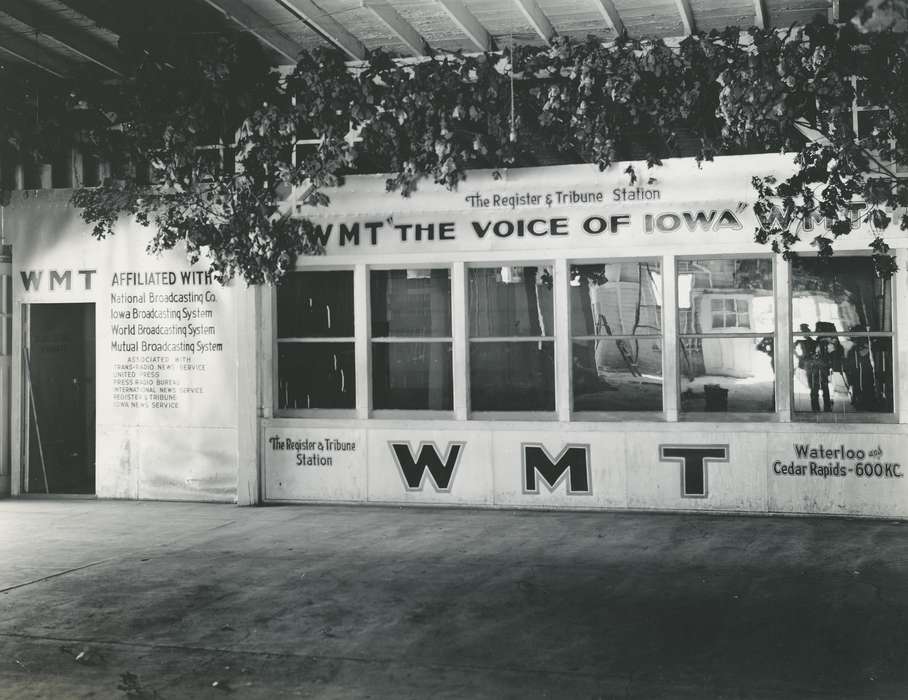 WMT
AFFILIATED WITH
National Broadcasting Co.
Iowa Broadcasting System
World Broadcasting System
Mutual Broadcasting System
ASSOCIATED WITH
TRANS-RADIO NEWS SERVICE
UNITED PRESS
PRESS RADIO BUREAU
INTERNATIONAL NEWS SERVICE
REGISTER & TRIBUNE
IOWA NEWS SERVICE
The Register & Tribune Station
WMT "THE VOICE OF IOWA" WMT
The Register & Tribune
Station
WMT
Waterloo and
Cedar Rapids-600KC.